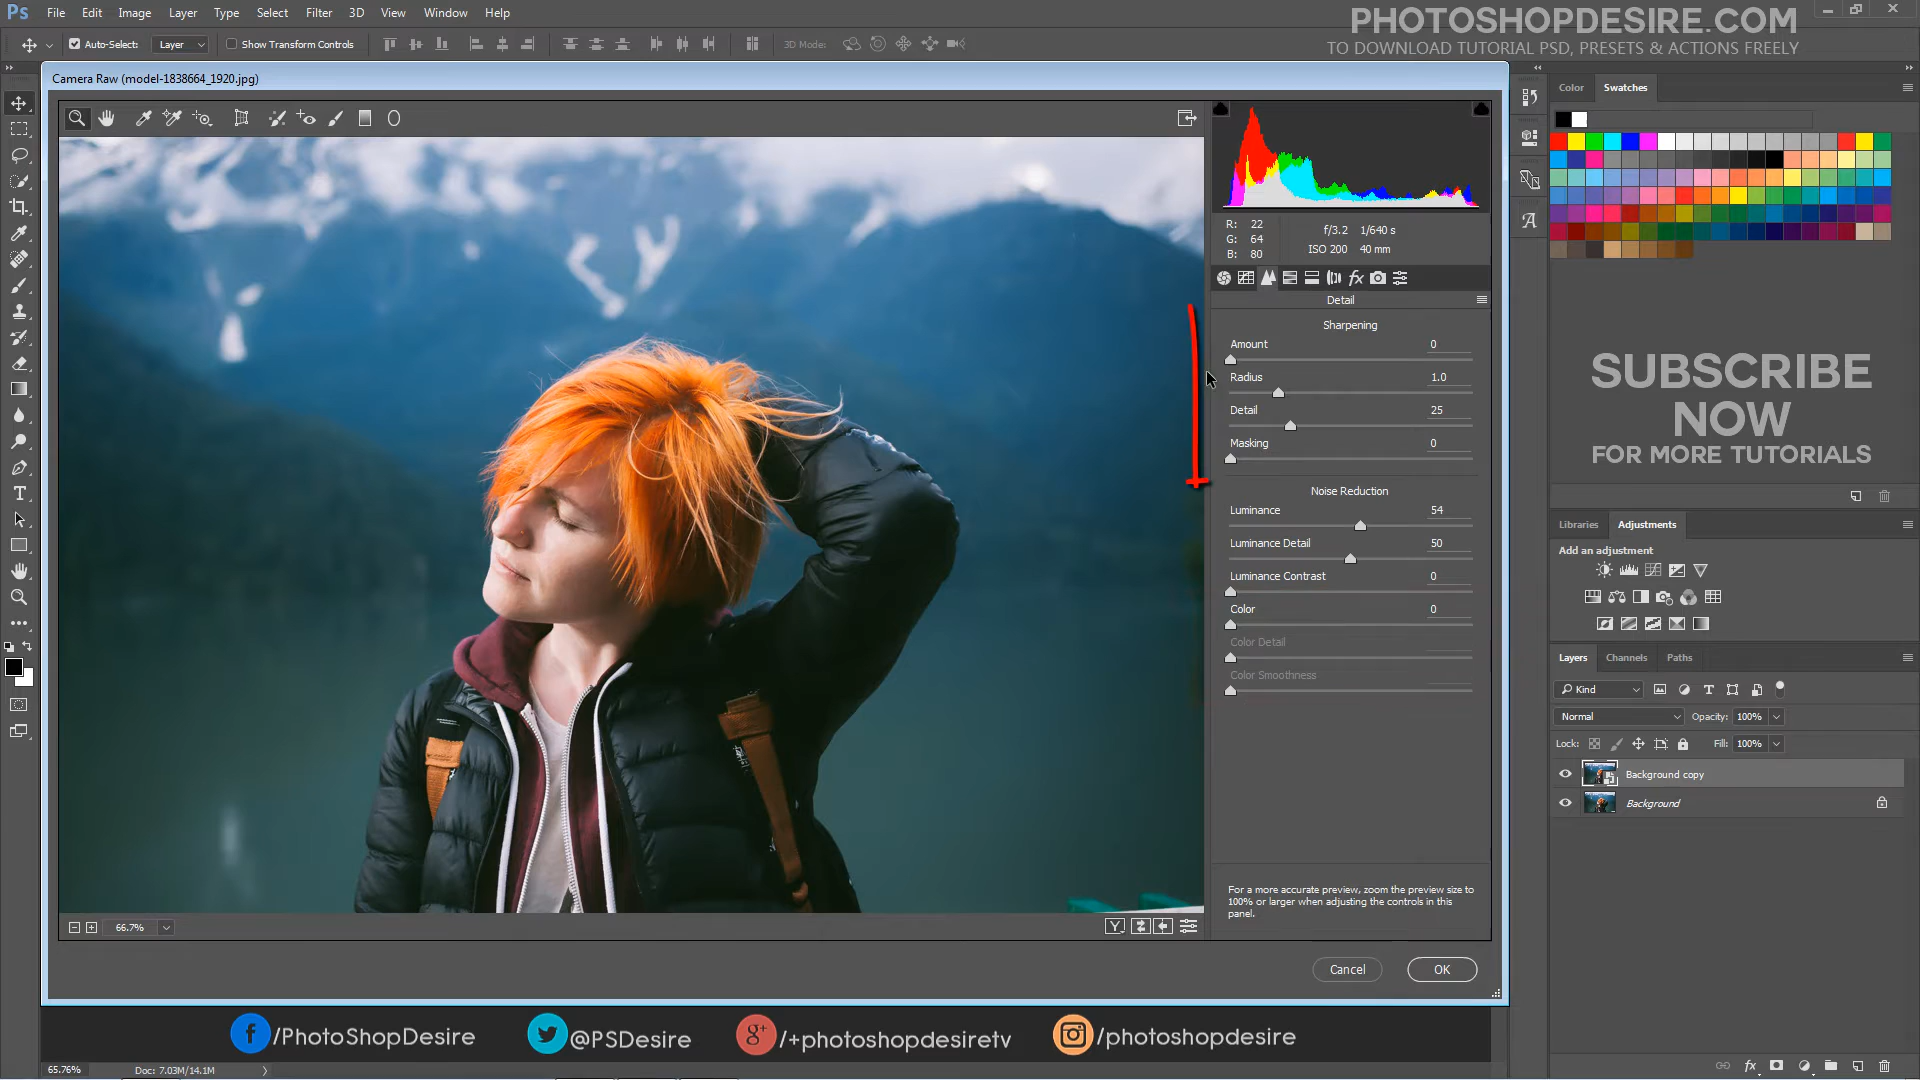 Ps File Edit Image Layer Type Select Filter 3D View Window Help
PHOTOSHOPDESIRE.COM
TO DOWNLOAD TUTORIAL PSD, PRESETS & ACTIONS FREELY
Auto-Select: Layer Show Transform Controls 3D Mode:
Camera Raw (model-1838664_1920.jpg)
Color Swatches
R: 22
G: 64
B: 80
f/3.2 1/640 s
ISO 200 40 mm
fx
Detail
Sharpening
Amount 0
Radius 1.0
Detail 25
Masking 0
Noise Reduction
Luminance 54
Luminance Detail 50
Luminance Contrast 0
Color 0
Color Detail
Color Smoothness
For a more accurate preview, zoom the preview size to
100% or larger when adjusting the controls in this
panel.
66.7%
Y
Cancel OK
SUBSCRIBE
NOW
FOR MORE TUTORIALS
Libraries Adjustments
Add an adjustment
Layers Channels Paths
Kind
Normal Opacity: 100%
Lock: Fill: 100%
Background copy
Background
/PhotoShopDesire @PSDesire /+photoshopdesiretv /photoshopdesire
65.76% Doc: 7.03M/14.1M
fx